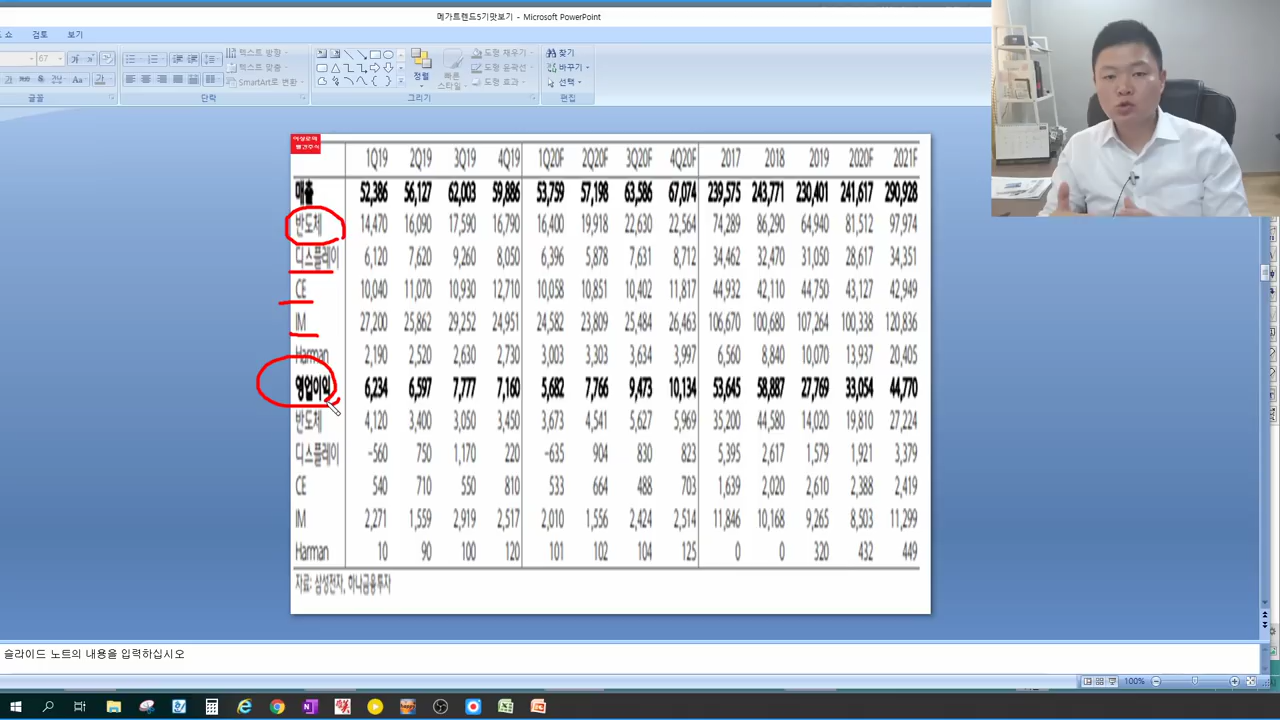 메가트렌드5기맛보기 - Microsoft PowerPoint
쇼 검토 보기
67
텍스트 방향
텍스트 맞춤
SmartArt로 변환
정렬
빠른
스타일
도형 채우기
도형 윤곽선
도형 효과
찾기
바꾸기
선택
글꼴 단락 그리기 편집
이상로의
빨간주식
1Q19 2Q19 3Q19 4Q19 1Q20F 2Q20F 3Q20F 4Q20F 2017 2018 2019 2020F 2021F
매출 52,386 56,127 62,003 59,886 53,759 57,198 63,586 67,074 239,575 243,771 230,401 241,617 290,928
반도체 14,470 16,090 17,590 16,790 16,400 19,918 22,630 22,564 74,289 86,290 64,940 81,512 97,974
디스플레이 6,120 7,620 9,260 8,050 6,396 5,878 7,631 8,712 34,462 32,470 31,050 28,617 34,351
CE 10,040 11,070 10,930 12,710 10,058 10,851 10,402 11,817 44,932 42,110 44,750 43,127 42,949
IM 27,200 25,862 29,252 24,951 24,582 23,809 25,484 26,463 106,670 100,680 107,264 100,338 120,836
Harman 2,190 2,520 2,630 2,730 3,003 3,303 3,634 3,997 6,560 8,840 10,070 13,937 20,405
영업이익 6,234 6,597 7,777 7,160 5,682 7,766 9,473 10,134 53,645 58,887 27,769 33,054 44,770
반도체 4,120 3,400 3,050 3,450 3,673 4,541 5,627 5,969 35,200 44,580 14,020 19,810 27,224
디스플레이 -560 750 1,170 220 -635 904 830 823 5,395 2,617 1,579 1,921 3,379
CE 540 710 550 810 533 664 488 703 1,639 2,020 2,610 2,388 2,419
IM 2,271 1,559 2,919 2,517 2,010 1,556 2,424 2,514 11,846 10,168 9,265 8,503 11,299
Harman 10 90 100 120 101 102 104 125 0 0 320 432 449
자료: 삼성전자, 하나금융투자
슬라이드 노트의 내용을 입력하십시오
100%